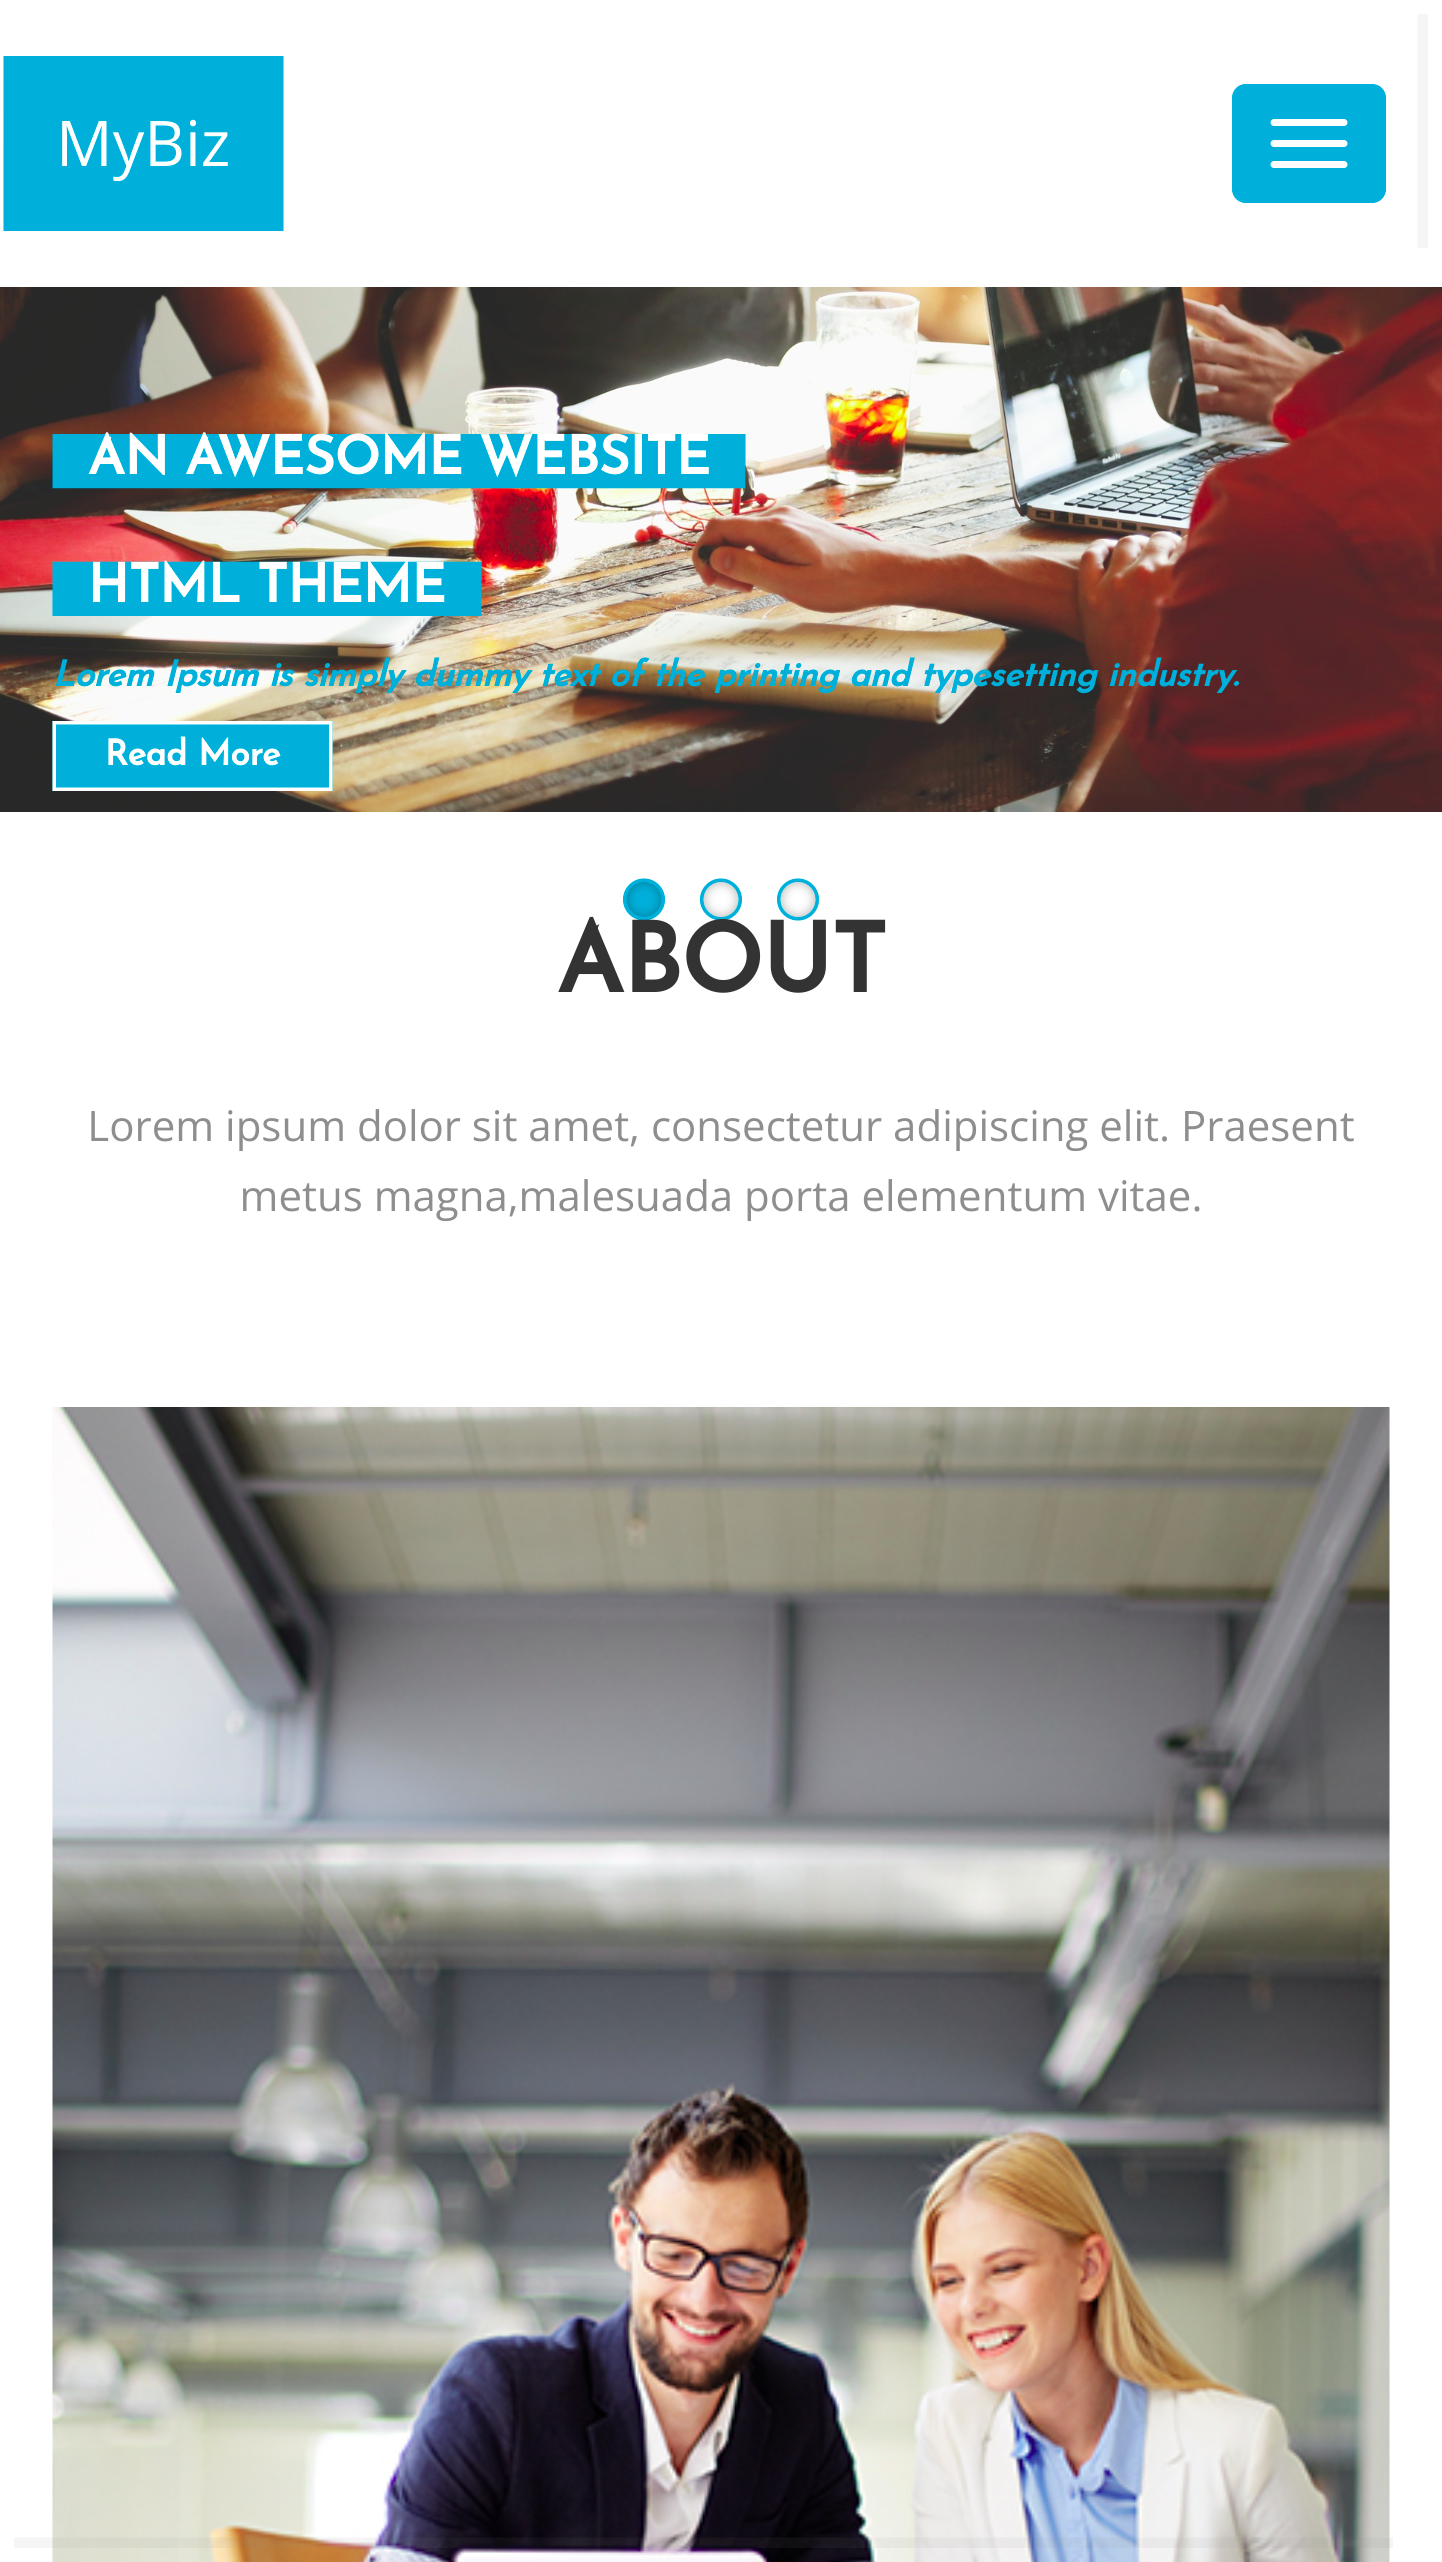 MyBiz
AN AWESOME WEBSITE
HTML THEME
Lorem Ipsum is simply dummy text of the printing and typesetting industry.
Read More
ABOUT
Lorem ipsum dolor sit amet, consectetur adipiscing elit. Praesent
metus magna,malesuada porta elementum vitae.